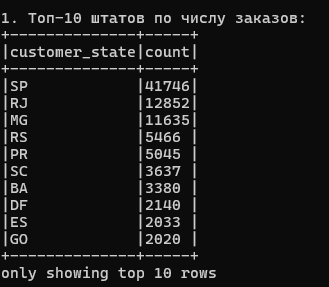 1. Топ-10 штатов по числу заказов:
+--------------+-----+
|customer_state|count|
+--------------+-----+
|SP            |41746|
|RJ            |12852|
|MG            |11635|
|RS            |5466 |
|PR            |5045 |
|SC            |3637 |
|BA            |3380 |
|DF            |2140 |
|ES            |2033 |
|GO            |2020 |
+--------------+-----+
only showing top 10 rows